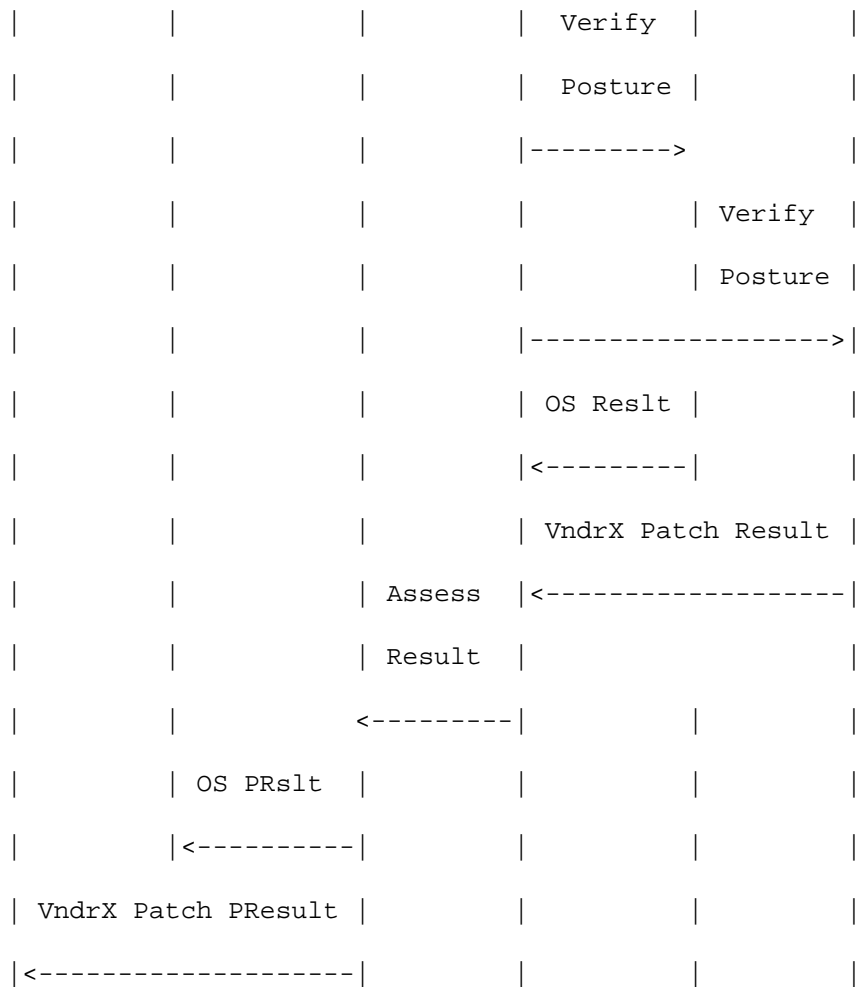 |         |           |         |  Verify  |         |
|         |           |         |  Posture |         |
|         |           |         |--------->          |
|         |           |         |          | Verify  |
|         |           |         |          | Posture |
|         |           |         |------------------->|
|         |           |         | OS Reslt |         |
|         |           |         |<---------|         |
|         |           |         | VndrX Patch Result |
|         |           | Assess  |<-------------------|
|         |           | Result  |                    |
|         |           <---------|          |         |
|         | OS PRslt  |         |          |         |
|         |<----------|         |          |         |
| VndrX Patch PResult |         |          |         |
|<--------------------|         |          |         |